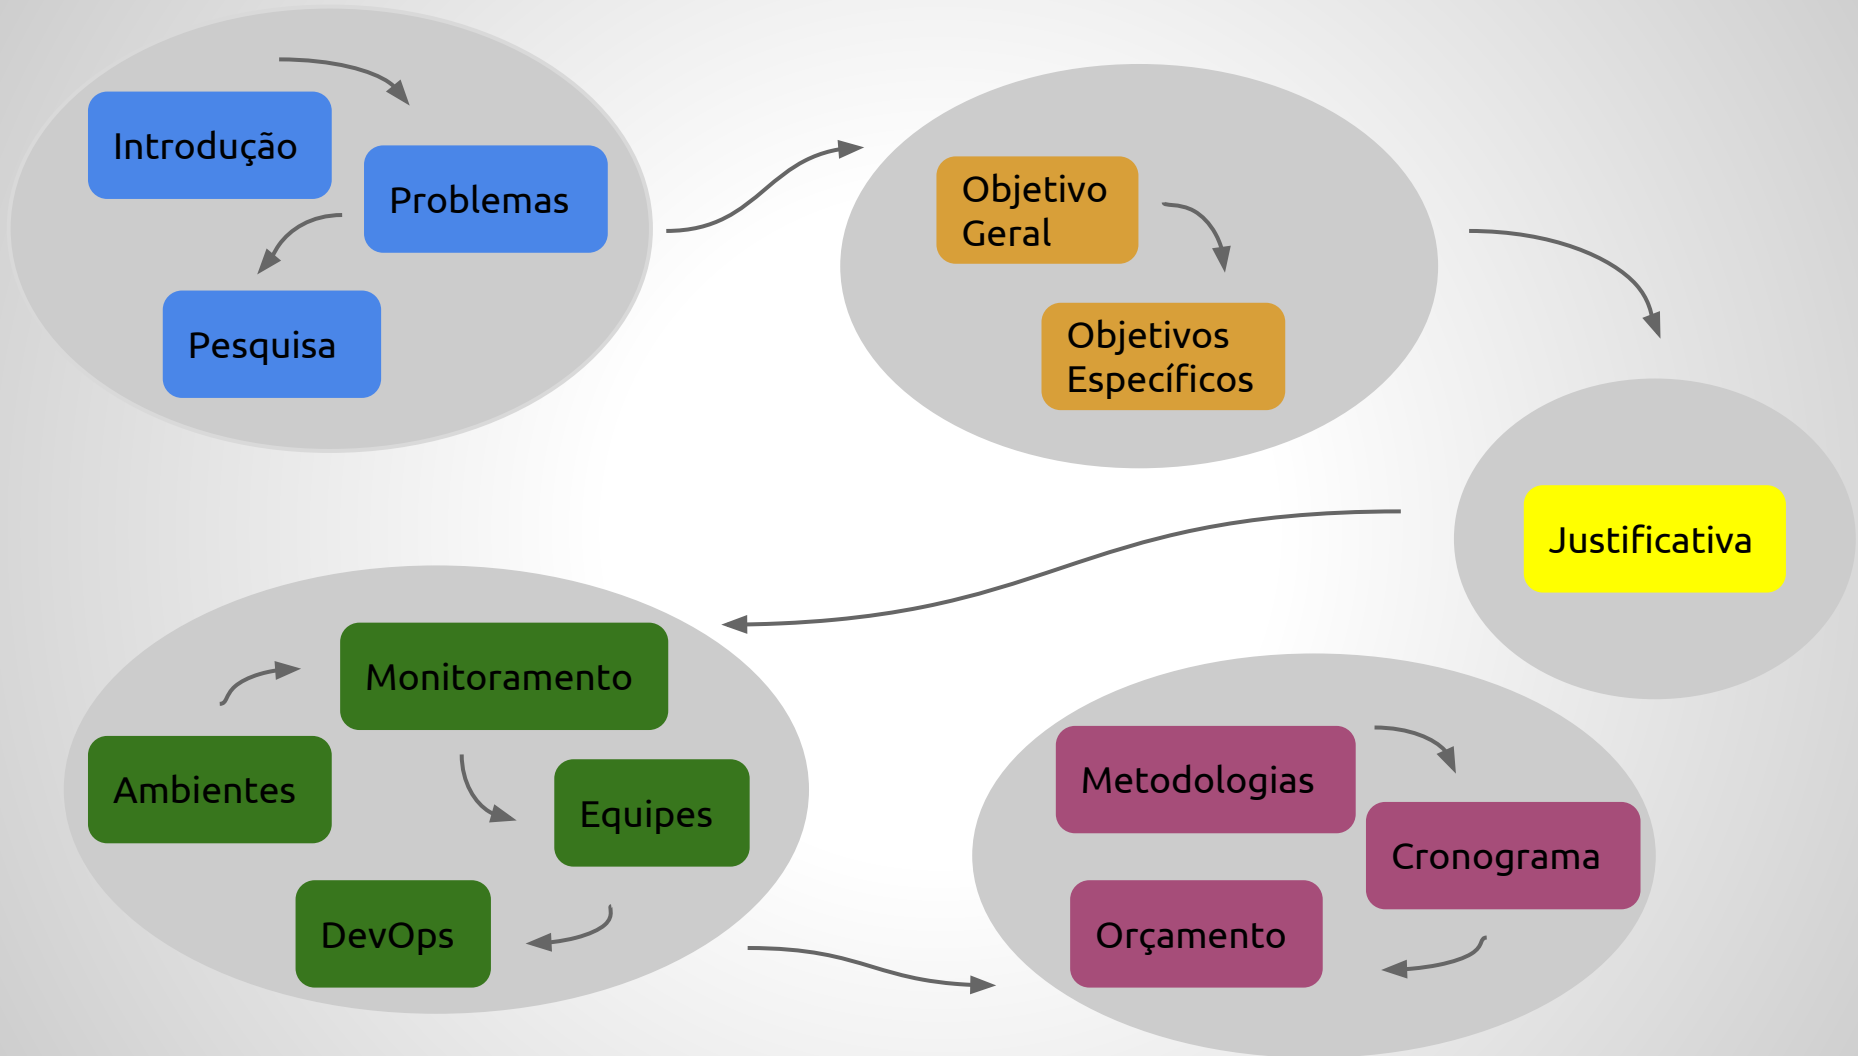 Introdução
Problemas
Pesquisa
Objetivo
Geral
Objetivos
Específicos
Justificativa
Ambientes
Monitoramento
Equipes
DevOps
Metodologias
Cronograma
Orçamento